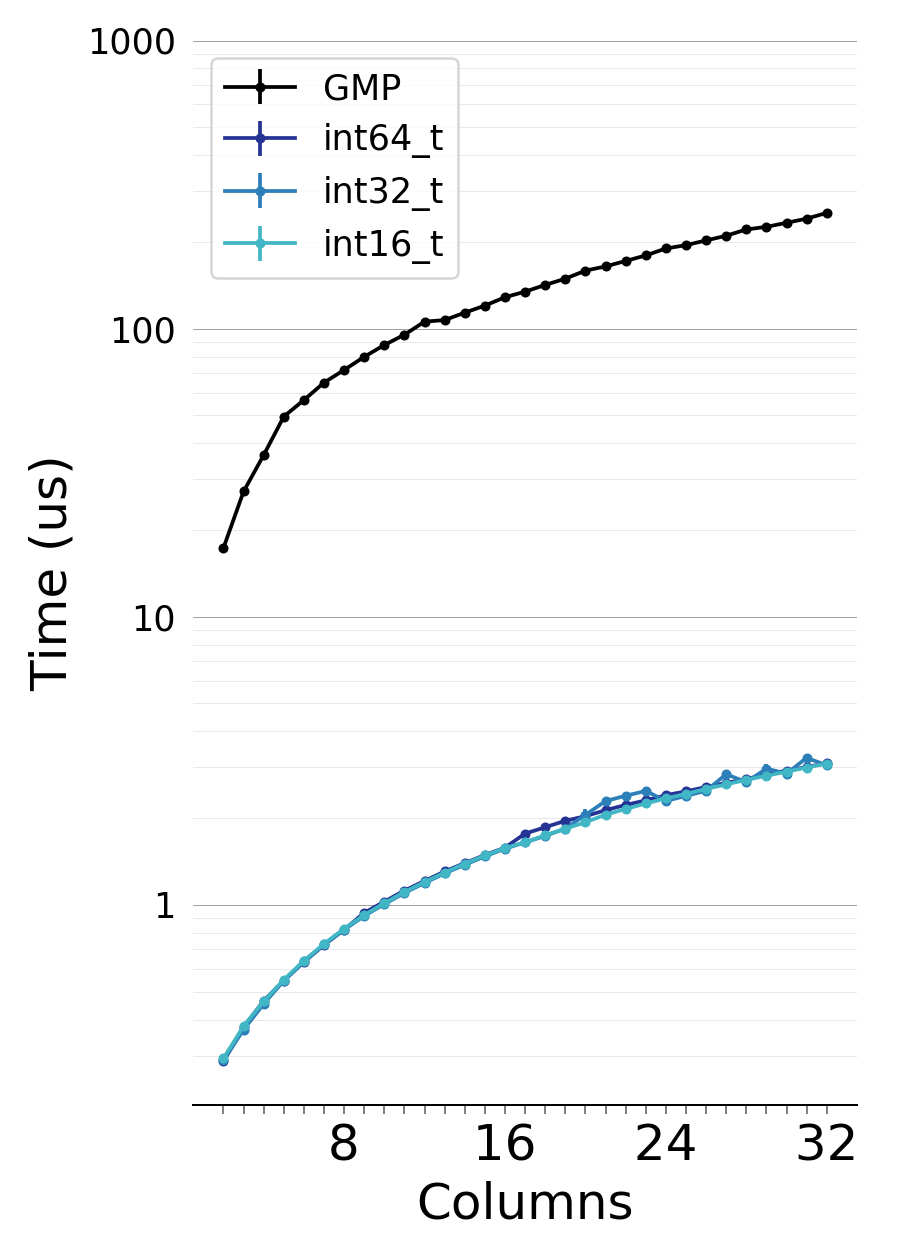 1000
GMP
int64_t
int32_t
int16_t
100
10
1
Time (us)
8 16 24 32
Columns